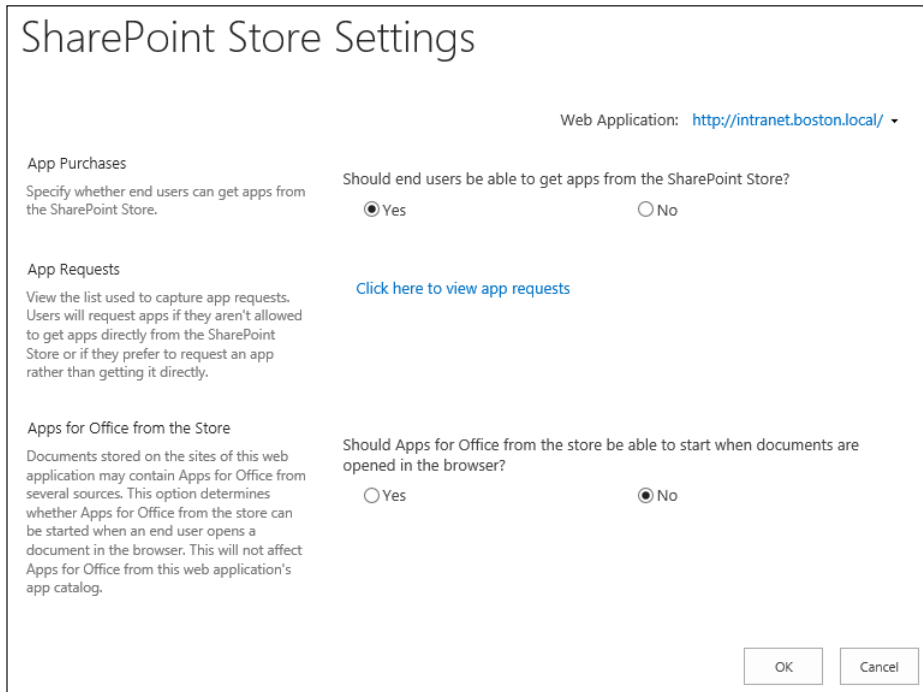 SharePoint Store Settings
Web Application: http://intranet.boston.local/
App Purchases
Specify whether end users can get apps from
the SharePoint Store.
Should end users be able to get apps from the SharePoint Store?
Yes
No
App Requests
View the list used to capture app requests.
Users will request apps if they aren't allowed
to get apps directly from the SharePoint
Store or if they prefer to request an app
rather than getting it directly.
Click here to view app requests
Apps for Office from the Store
Documents stored on the sites of this web
application may contain Apps for Office from
several sources. This option determines
whether Apps for Office from the store can
be started when an end user opens a
document in the browser. This will not affect
Apps for Office from this web application's
app catalog.
Should Apps for Office from the store be able to start when documents are
opened in the browser?
Yes
No
OK
Cancel